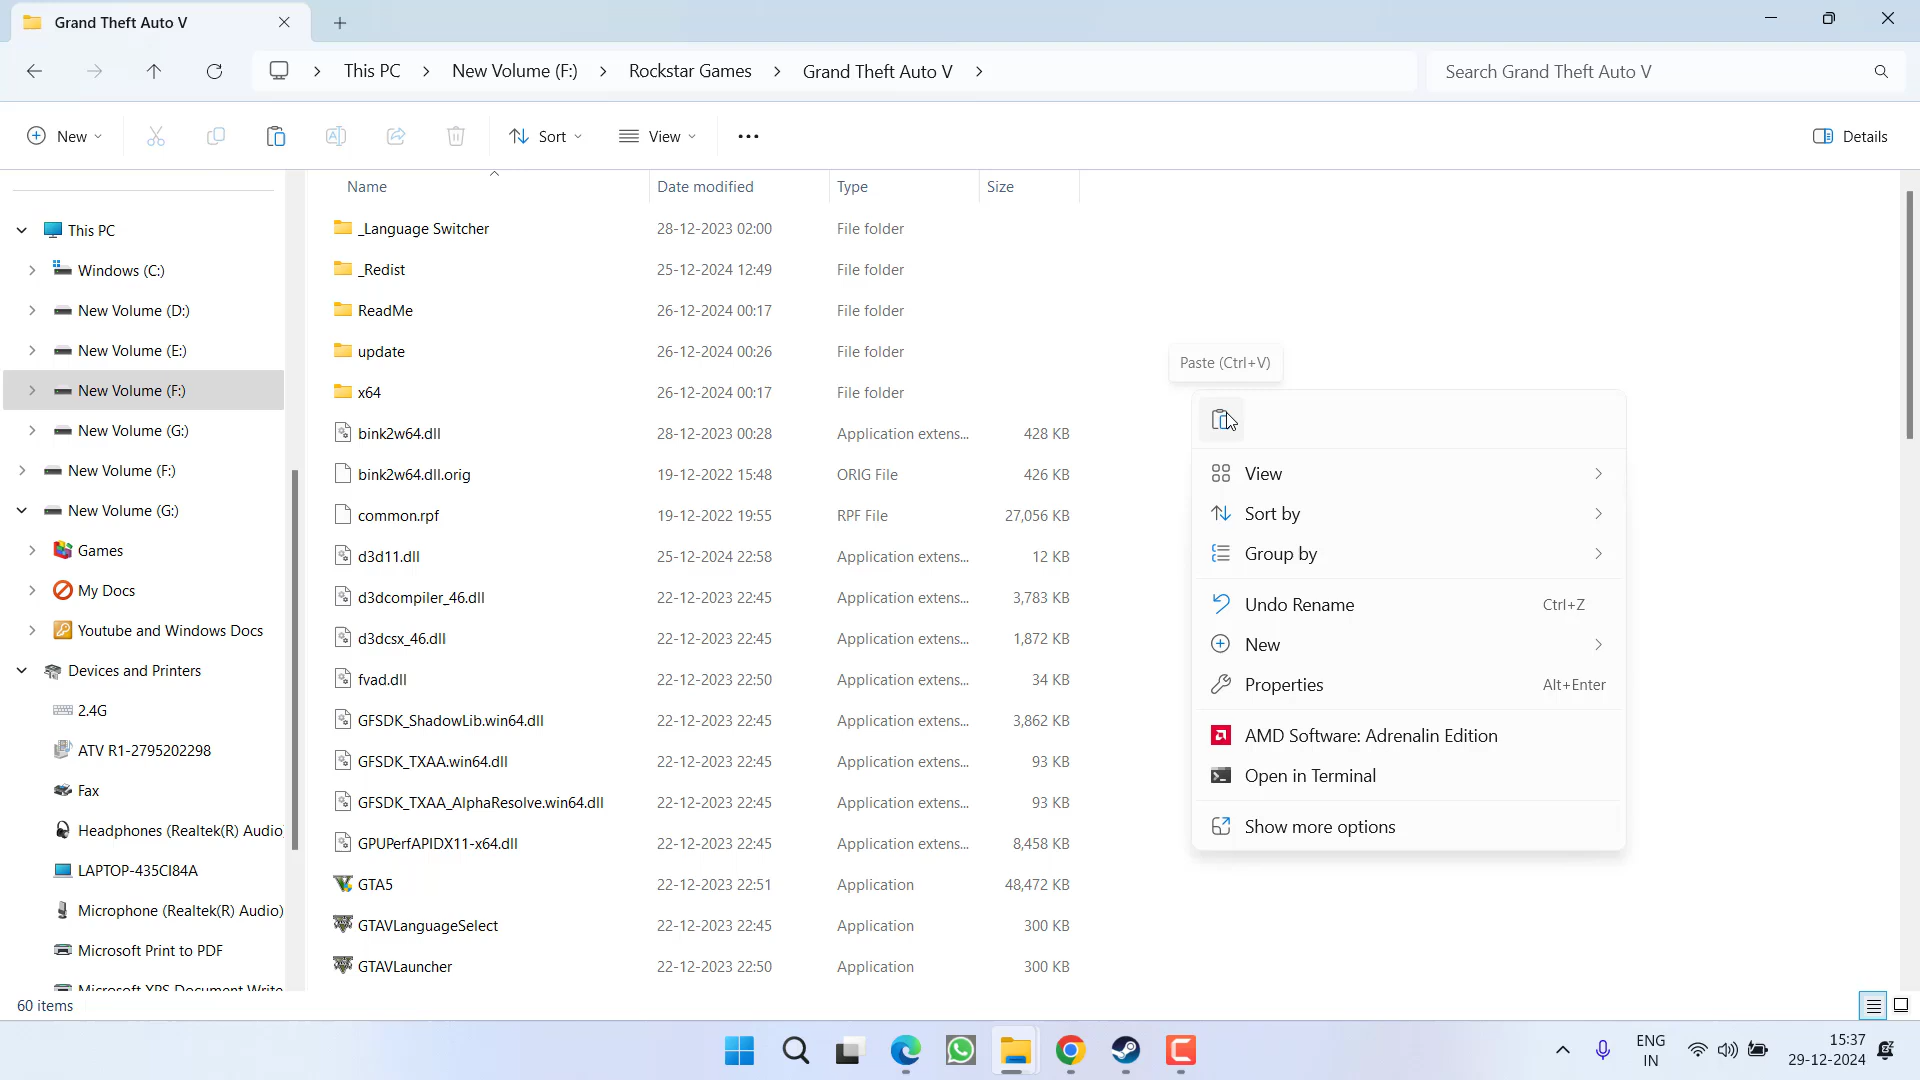 Grand Theft Auto V
This PC > New Volume (F:) > Rockstar Games > Grand Theft Auto V >
Search Grand Theft Auto V
New
Sort
View
Details
Name Date modified Type Size
This PC
Windows (C:)
New Volume (D:)
New Volume (E:)
New Volume (F:)
New Volume (G:)
New Volume (F:)
New Volume (G:)
Games
My Docs
Youtube and Windows Docs
Devices and Printers
2.4G
ATV R1-2795202298
Fax
Headphones (Realtek(R) Audio
LAPTOP-435CI84A
Microphone (Realtek(R) Audio)
Microsoft Print to PDF
Microsoft XPS Document Write
_Language Switcher 28-12-2023 02:00 File folder
_Redist 25-12-2024 12:49 File folder
ReadMe 26-12-2024 00:17 File folder
update 26-12-2024 00:26 File folder
x64 26-12-2024 00:17 File folder
bink2w64.dll 28-12-2023 00:28 Application extens... 428 KB
bink2w64.dll.orig 19-12-2022 15:48 ORIG File 426 KB
common.rpf 19-12-2022 19:55 RPF File 27,056 KB
d3d11.dll 25-12-2024 22:58 Application extens... 12 KB
d3dcompiler_46.dll 22-12-2023 22:45 Application extens... 3,783 KB
d3dcsx_46.dll 22-12-2023 22:45 Application extens... 1,872 KB
fvad.dll 22-12-2023 22:50 Application extens... 34 KB
GFSDK_ShadowLib.win64.dll 22-12-2023 22:45 Application extens... 3,862 KB
GFSDK_TXAA.win64.dll 22-12-2023 22:45 Application extens... 93 KB
GFSDK_TXAA_AlphaResolve.win64.dll 22-12-2023 22:45 Application extens... 93 KB
GPUPerfAPIDX11-x64.dll 22-12-2023 22:45 Application extens... 8,458 KB
GTA5 22-12-2023 22:51 Application 48,472 KB
GTAVLanguageSelect 22-12-2023 22:45 Application 300 KB
GTAVLauncher 22-12-2023 22:50 Application 300 KB
Paste (Ctrl+V)
View
Sort by
Group by
Undo Rename Ctrl+Z
New
Properties Alt+Enter
AMD Software: Adrenalin Edition
Open in Terminal
Show more options
60 items
ENG
IN
15:37
29-12-2024